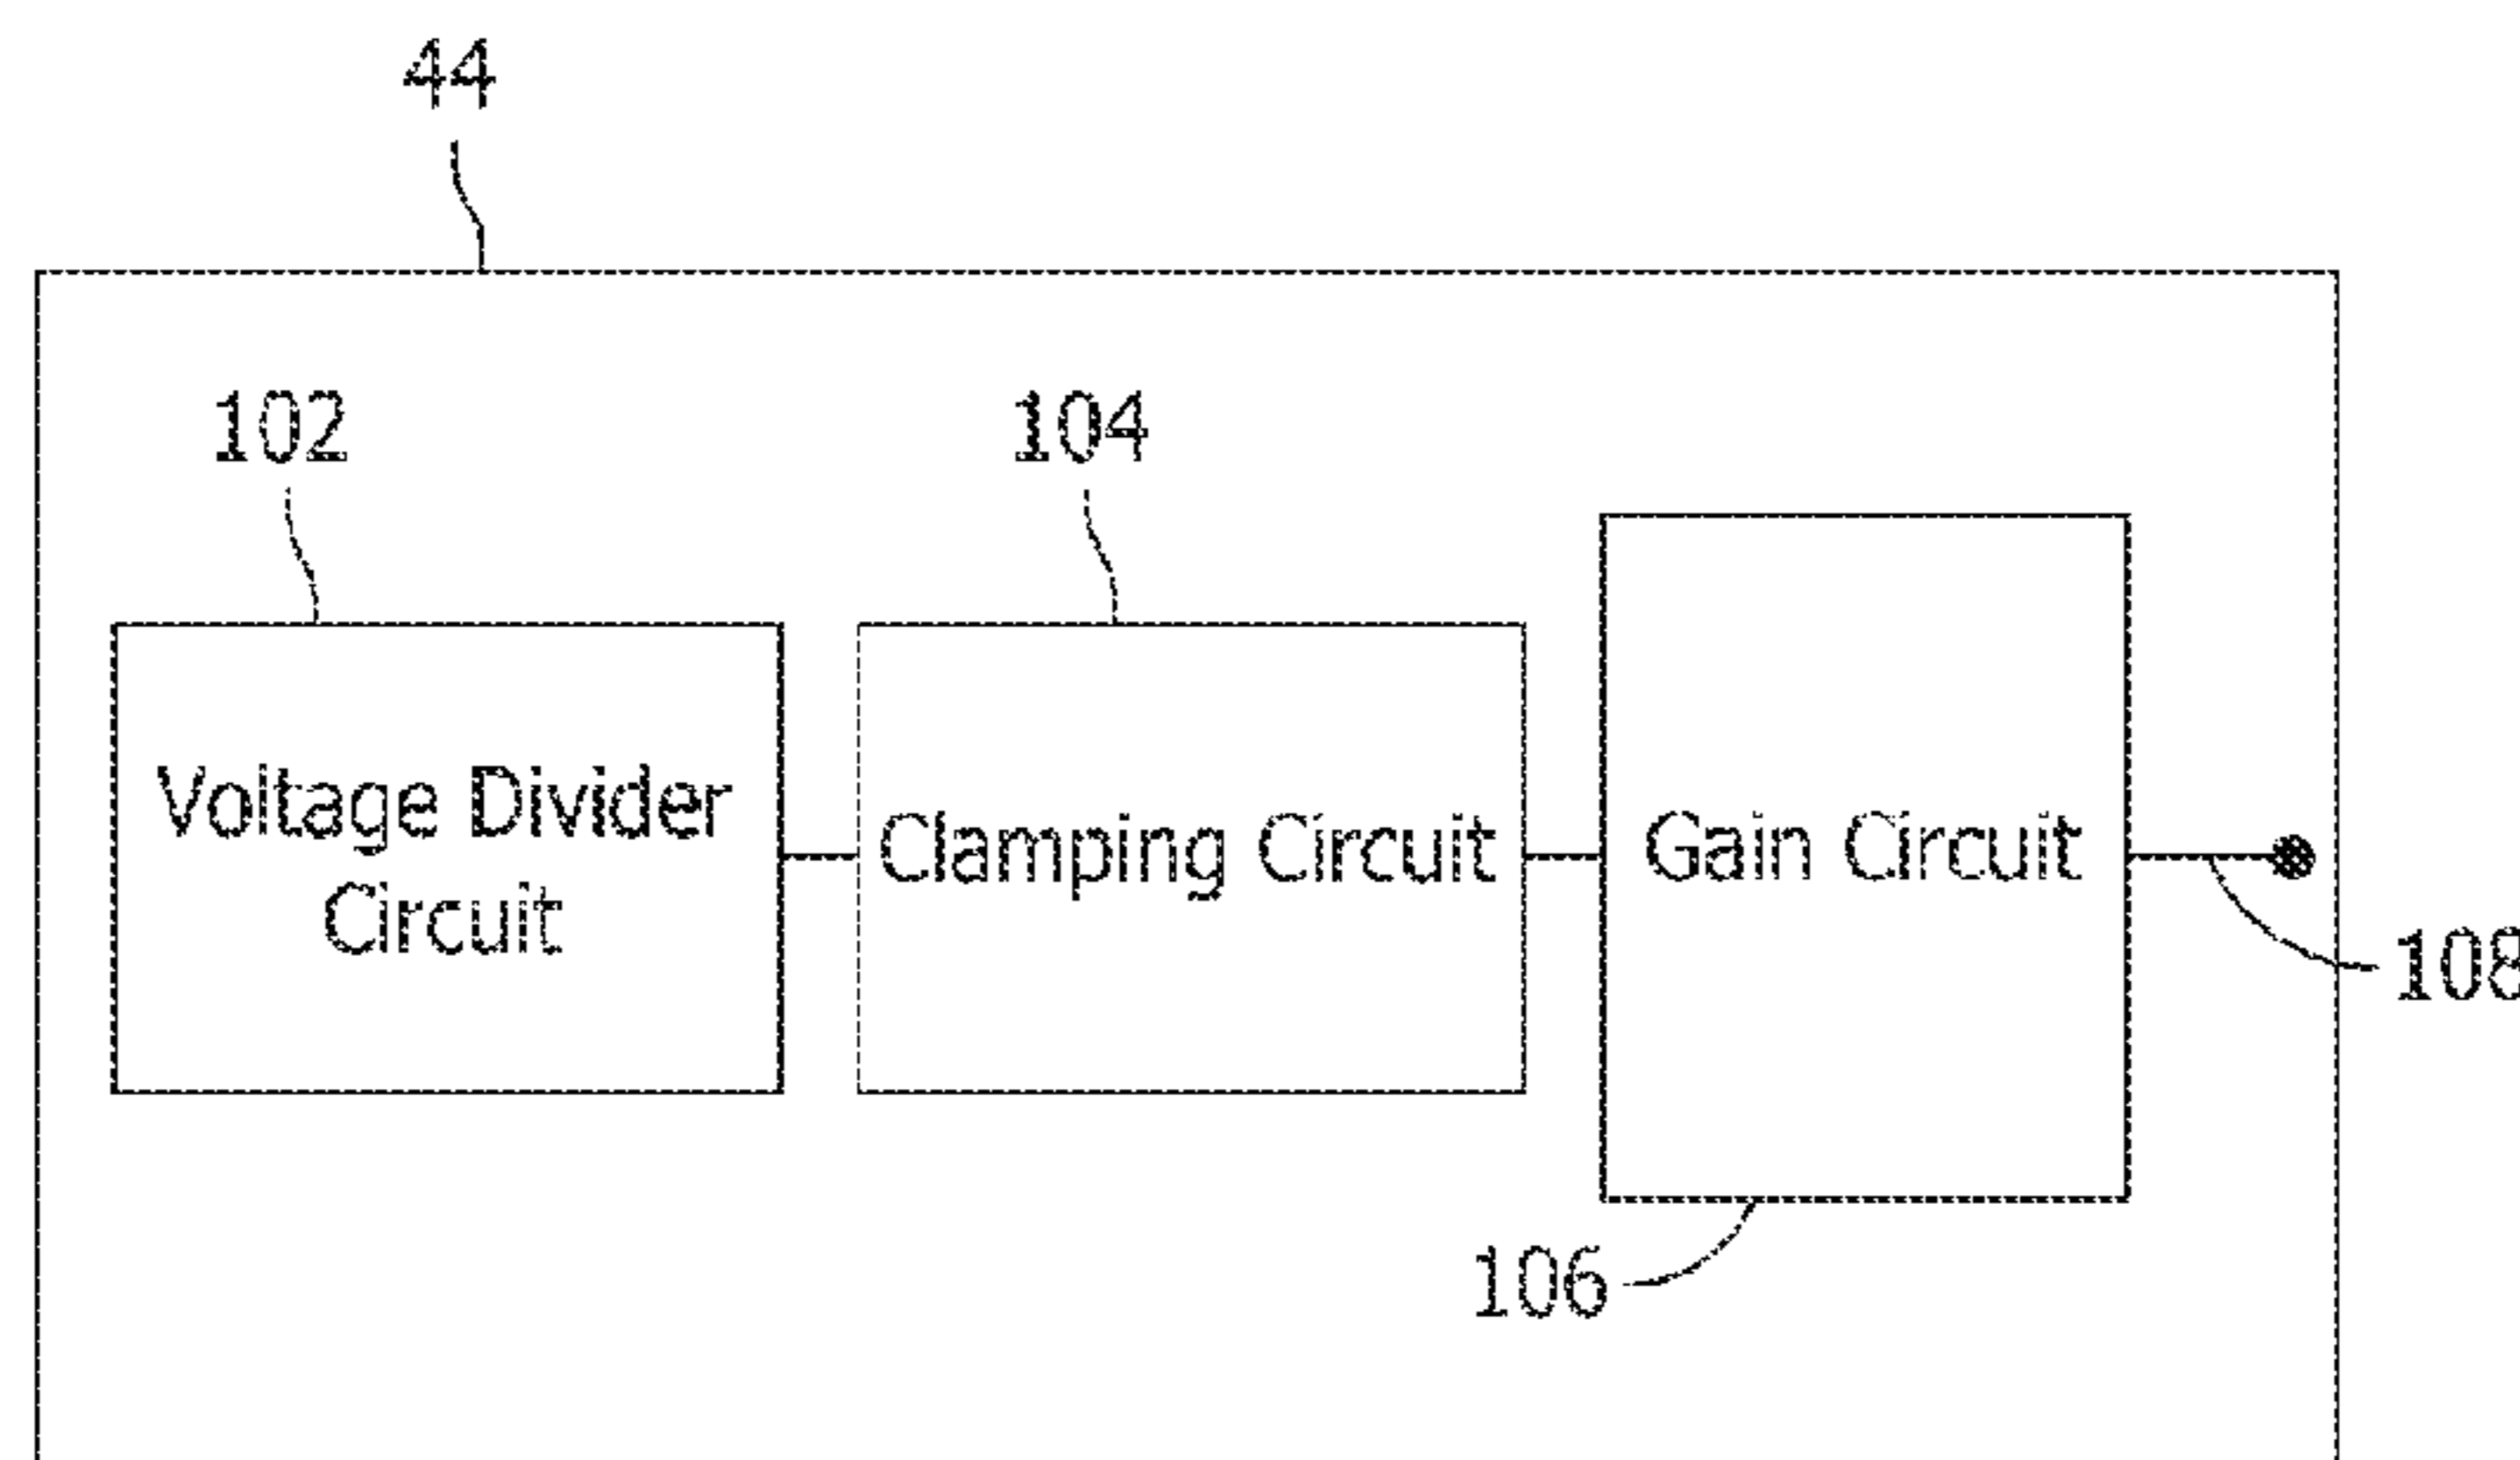 44
102
104
Voltage Divider
Circuit
Clamping Circuit
Gain Circuit
108
106